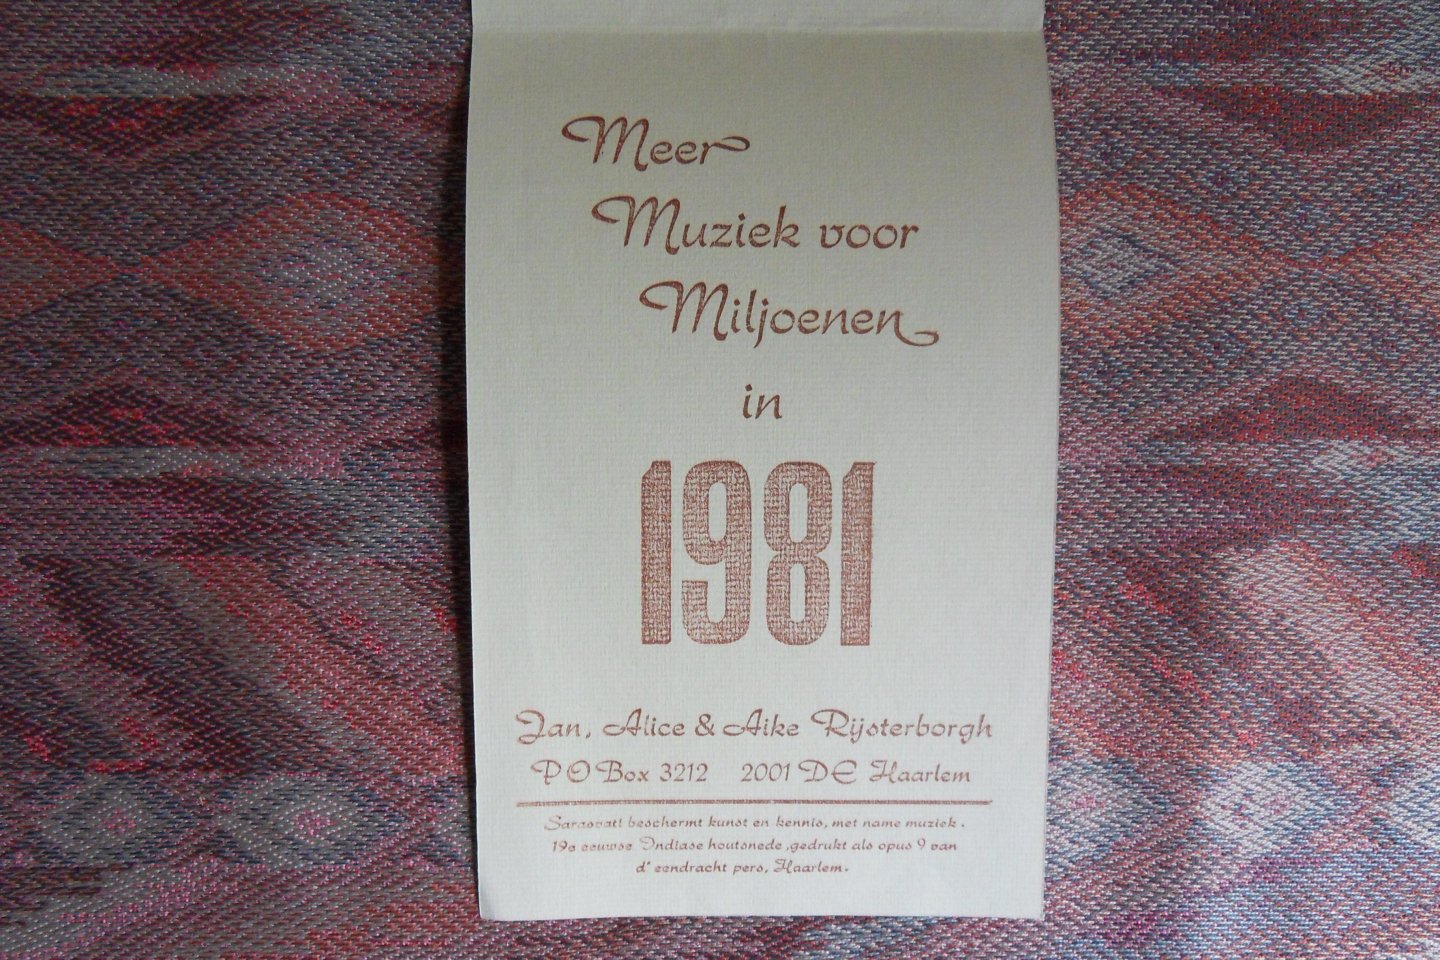 Meer
Muziek voor
Miljoenen
in
1981
Jan, Alice & Aike Rijsterborgh
P O Box 3212 2001 DE Haarlem
Sarasvati beschermt kunst en kennis, met name muziek.
19e eeuwse Indiase houtsnede, gedrukt als opus 9 van
d'eendracht pers, Haarlem.